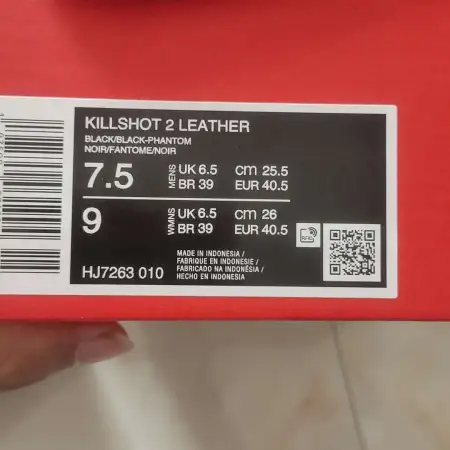 KILLSHOT 2 LEATHER
BLACK/BLACK-PHANTOM
NOIR/FANTOME/NOIR
7.5 MENS UK 6.5 cm 25.5
BR 39 EUR 40.5
9 WMNS UK 6.5 cm 26
BR 39 EUR 40.5
MADE IN INDONESIA /
FABRIQUE EN INDONESIE /
FABRICADO NA INDONÉSIA /
HECHO EN INDONESIA
HJ7263 010
RFID